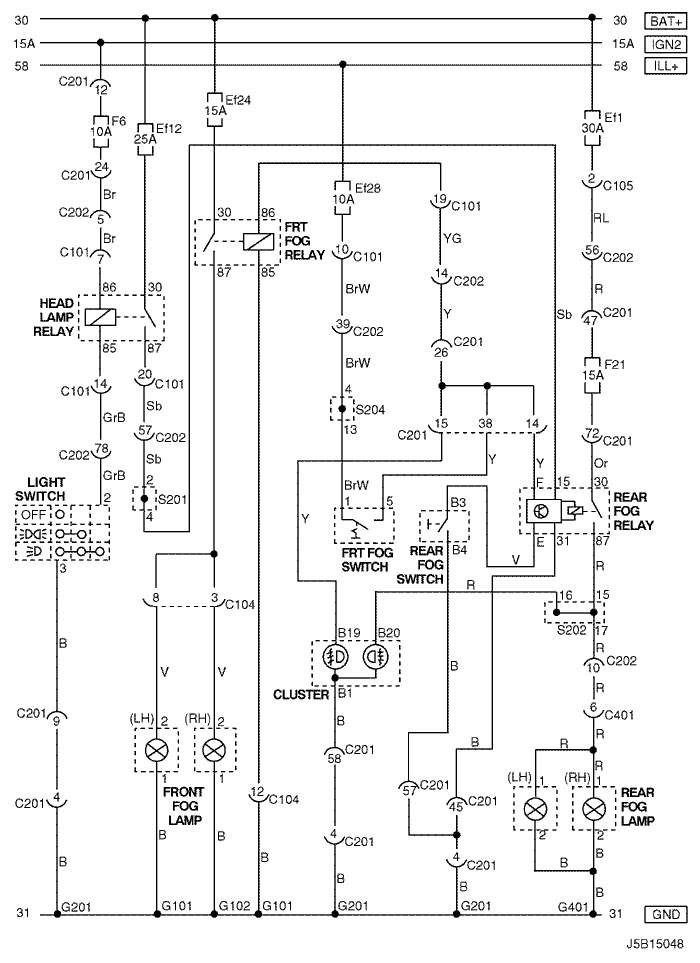 30 30 BAT+
15A 15A IGN2
58 58 ILL+
C201 12
F6 10A
Ef12 25A
Ef24 15A
Ef1 30A
24 C201
Br
C202 5
Br
C101 7
Ef28 10A
19 C101
YG
2 C105
RL
30 86
FRT FOG RELAY
87 85
10 C101
BrW
14 C202
Y
56 C202
R
86 30
HEAD LAMP RELAY
85 87
39 C202
BrW
C201 26
Sb
47 C201
F21 15A
C101 14
20 C101
GrB
Sb
4 S204 13
15 38 14
C201
72 C201
C202 78
57 C202
GrB
Sb
Y
Y
Or
LIGHT SWITCH
2
OFF
3
2 S201 4
BrW
1 5
FRT FOG SWITCH
B3
REAR FOG SWITCH
B4
F 15 30
REAR FOG RELAY
E 31 87
Y
V
R
R
8 3 C104
16 15
S202 17
B
V
V
B19 B20
CLUSTER B1
B
R
10 C202
R
C201 9
(LH) 2
(RH) 2
6 C401
B
58 C201
B
R
R
1 1
FRONT FOG LAMP
C201 57
45 C201
(LH) 1
(RH) 1
REAR FOG LAMP
2 2
C201 4
12 C104
4 C201
4 C201
B
B
B
B
B
B
B
B
B
B
31 G201 G101 G102 G101 G201 G201 G401 31 GND
J5B15048